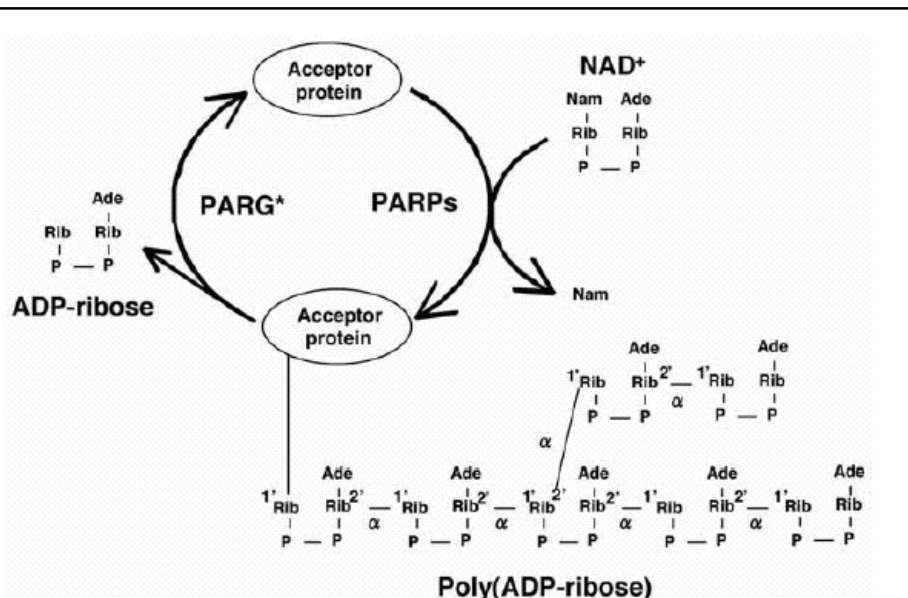 Acceptor
protein
NAD⁺
Nam Ade
Rib Rib
P — P
PARG*
PARPs
Ade
Rib Rib
P — P
ADP-ribose
Nam
Acceptor
protein
Ade Ade
1'Rib Rib2' — 1'Rib Rib
α
P — P P — P
α
Ade Ade Ade Ade Ade
1'Rib Rib2' — 1'Rib Rib2' — 1'Rib2' Rib2' — 1'Rib Rib2' — 1'Rib Rib
α α α α
P — P P — P P — P P — P P — P
Poly(ADP-ribose)